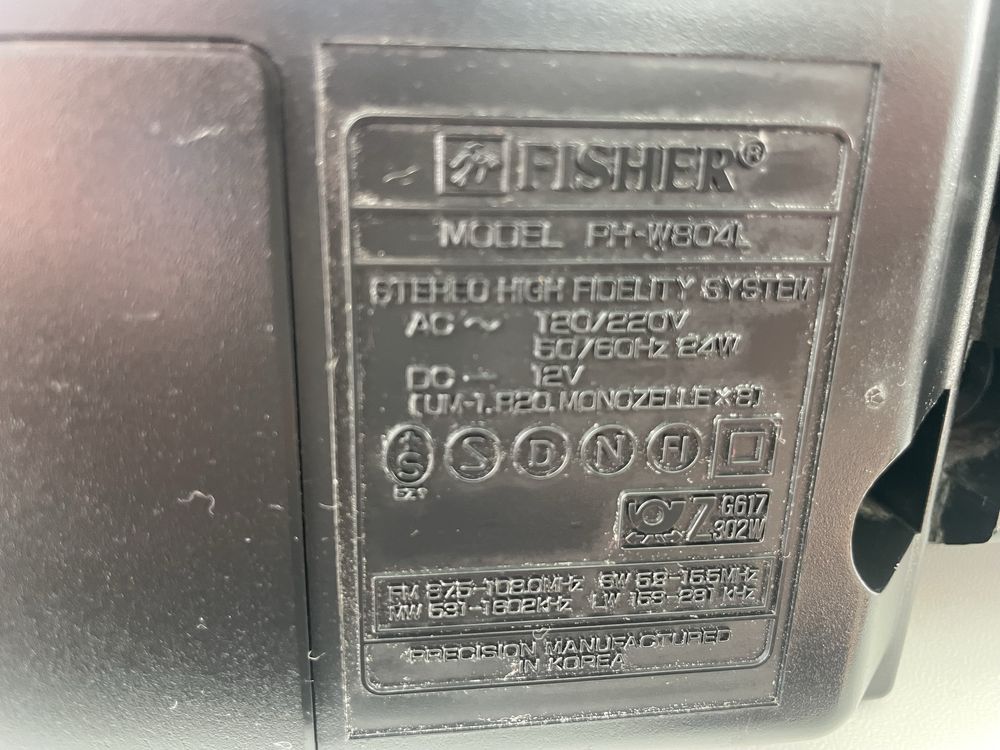 FISHER®
MODEL PH-W804L
STEREO HIGH FIDELITY SYSTEM
AC ~ 120/220V
50/60Hz 24W
DC ⎓ 12V
(UM-1, R20, MONOZELLE×8)
S S D N FI
Z G617
302W
FM 87.5-108.0MHz SW 5.9-15.5MHz
MW 531-1602KHz LW 153-281 KHz
PRECISION MANUFACTURED
IN KOREA